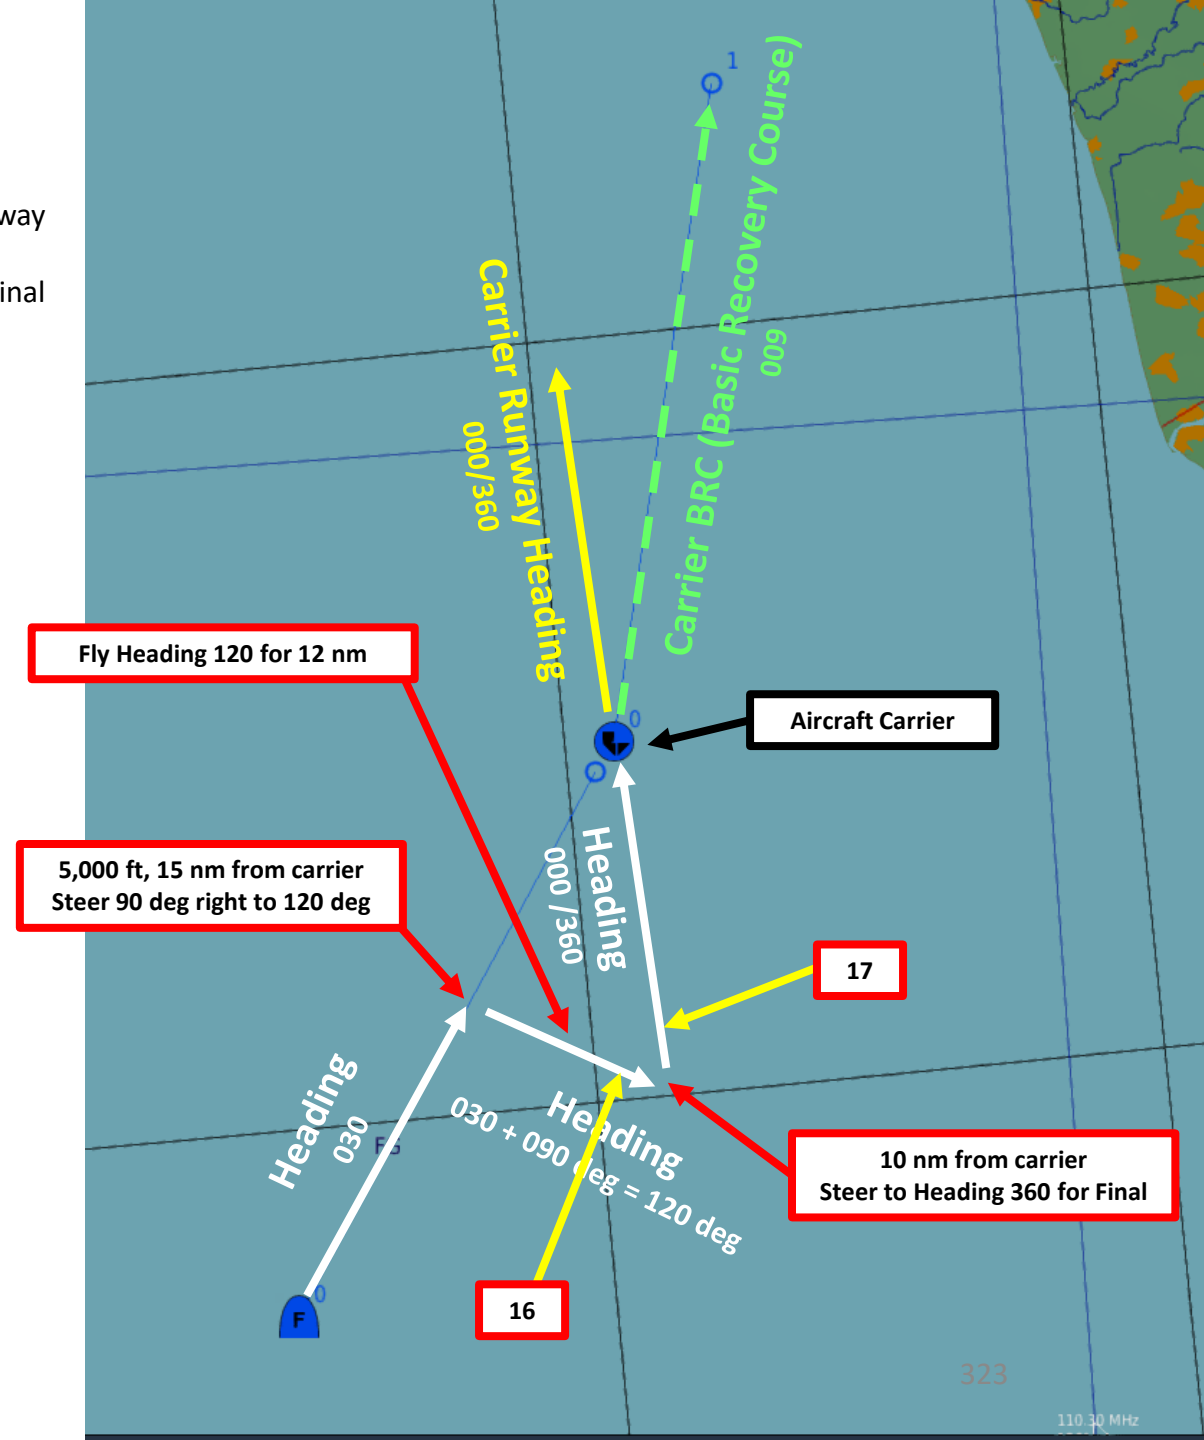 1
way
inal
Carrier BRC (Basic Recovery Course)
009
Carrier Runway Heading
000/360
Fly Heading 120 for 12 nm
0
Aircraft Carrier
Heading
000 /360
5,000 ft, 15 nm from carrier
Steer 90 deg right to 120 deg
17
Heading
030
FG
Heading
030 + 090 deg = 120 deg
10 nm from carrier
Steer to Heading 360 for Final
0
F
16
323
110.30 MHz